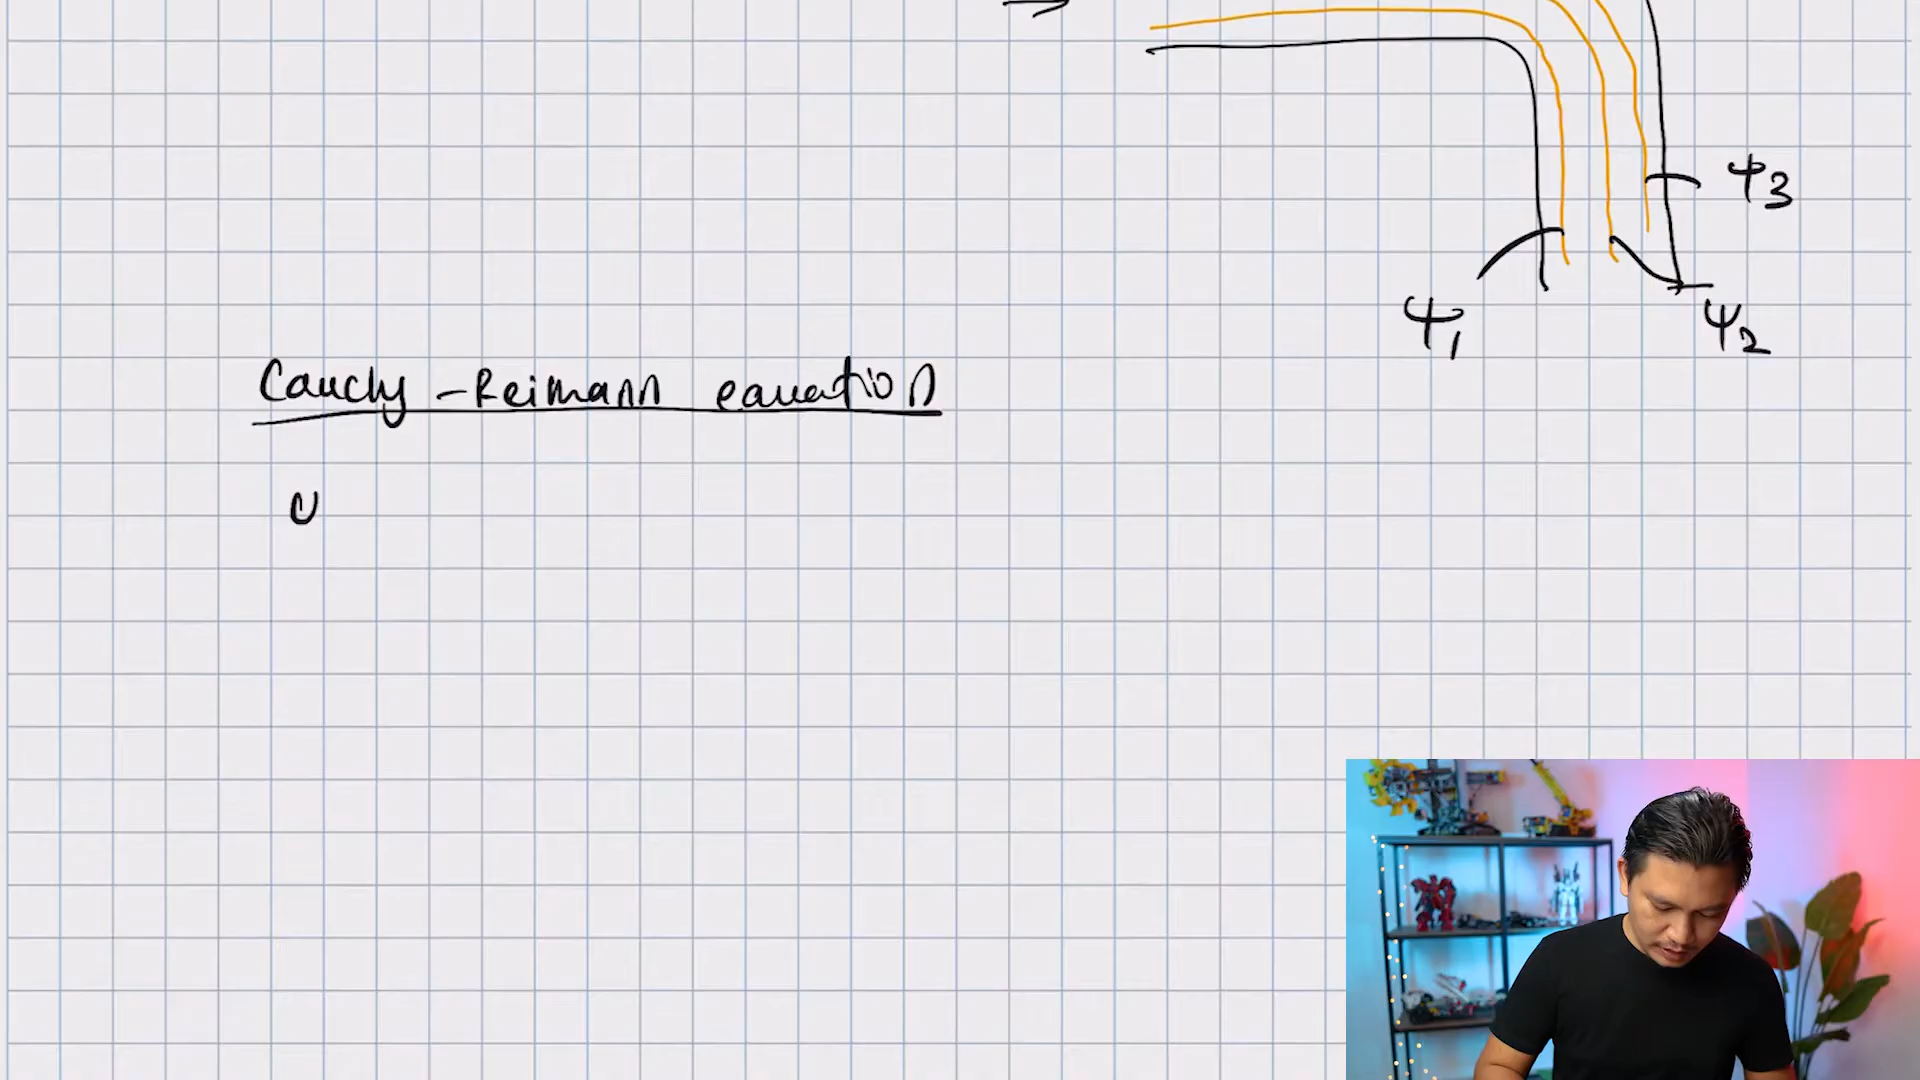 ψ3
ψ1
ψ2
Cauchy - Reimann equation
U